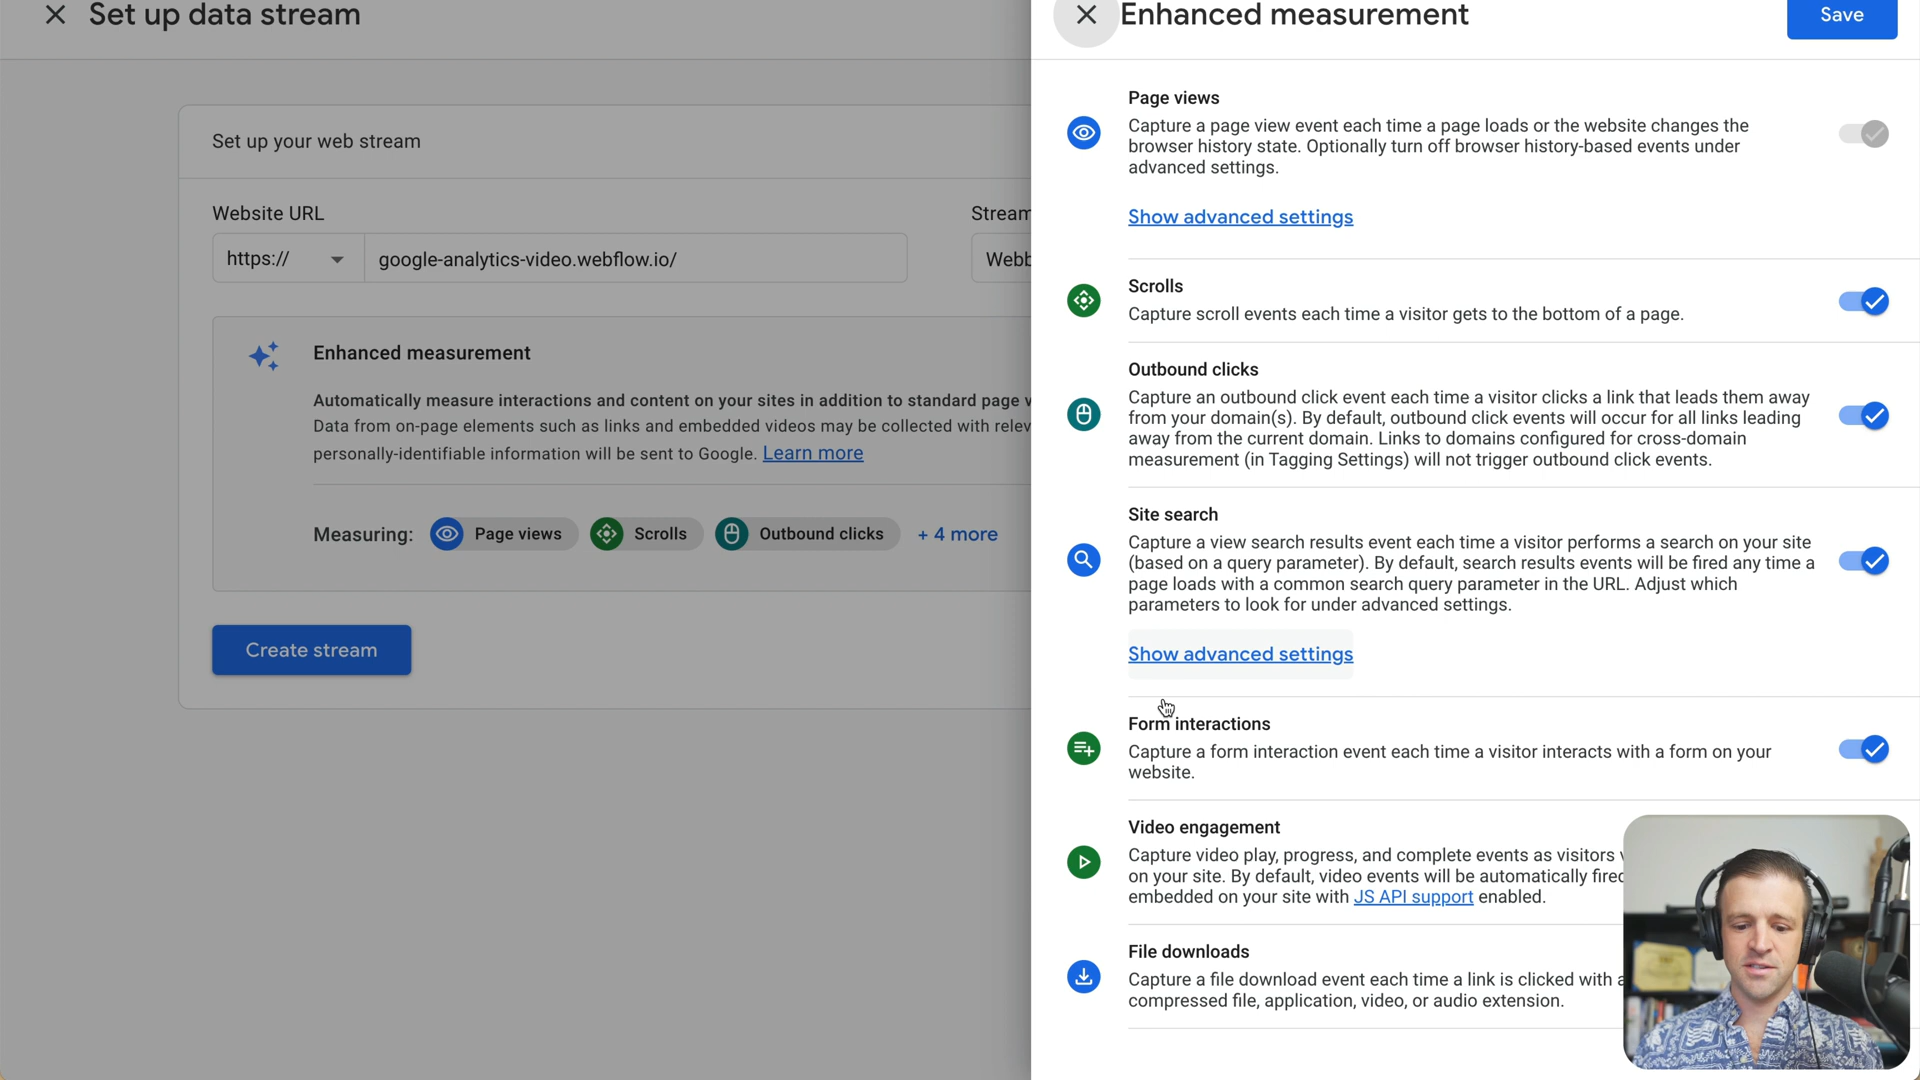 Set up data stream
Set up your web stream
Website URL
Stream
https://
google-analytics-video.webflow.io/
Webb
Enhanced measurement
Automatically measure interactions and content on your sites in addition to standard page
Data from on-page elements such as links and embedded videos may be collected with
personally-identifiable information will be sent to Google. Learn more
Measuring:
Page views
Scrolls
Outbound clicks
+ 4 more
Create stream
Enhanced measurement
Save
Page views
Capture a page view event each time a page loads or the website changes the
browser history state. Optionally turn off browser history-based events under
advanced settings.
Show advanced settings
Scrolls
Capture scroll events each time a visitor gets to the bottom of a page.
Outbound clicks
Capture an outbound click event each time a visitor clicks a link that leads them away
from your domain(s). By default, outbound click events will occur for all links leading
away from the current domain. Links to domains configured for cross-domain
measurement (in Tagging Settings) will not trigger outbound click events.
Site search
Capture a view search results event each time a visitor performs a search on your site
(based on a query parameter). By default, search results events will be fired any time a
page loads with a common search query parameter in the URL. Adjust which
parameters to look for under advanced settings.
Show advanced settings
Form interactions
Capture a form interaction event each time a visitor interacts with a form on your
website.
Video engagement
Capture video play, progress, and complete events as visitors
on your site. By default, video events will be automatically fired
embedded on your site with JS API support enabled.
File downloads
Capture a file download event each time a link is clicked with a
compressed file, application, video, or audio extension.